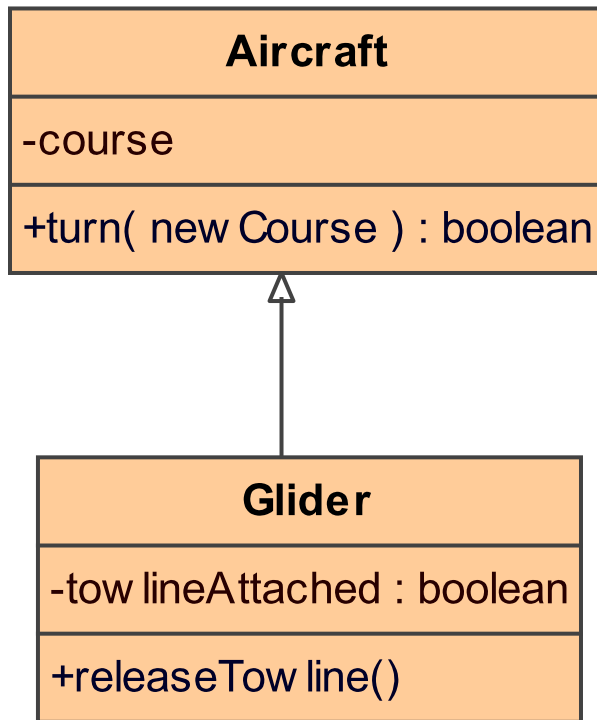 Aircraft
-course
+turn( new Course ) : boolean
Glider
-tow lineAttached : boolean
+releaseTow line()